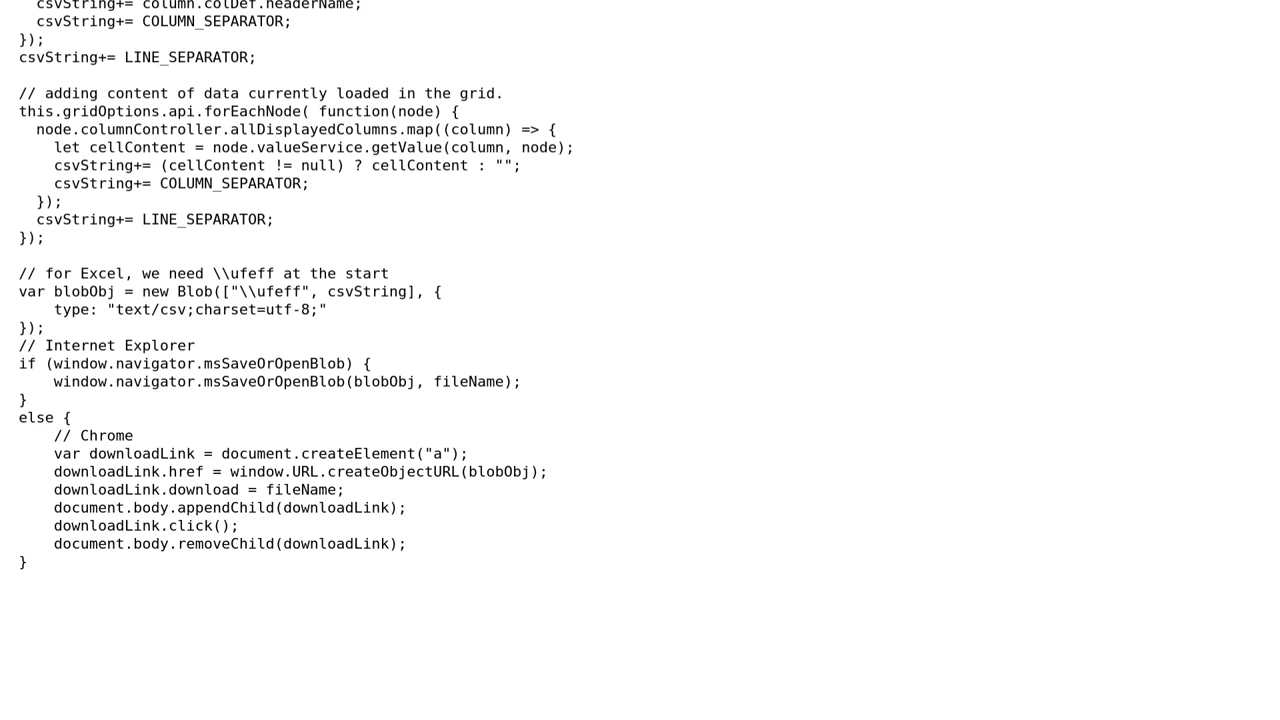 csvString+= column.colDef.headerName;
    csvString+= COLUMN_SEPARATOR;
});
csvString+= LINE_SEPARATOR;

// adding content of data currently loaded in the grid.
this.gridOptions.api.forEachNode( function(node) {
  node.columnController.allDisplayedColumns.map((column) => {
    let cellContent = node.valueService.getValue(column, node);
    csvString+= (cellContent != null) ? cellContent : "";
    csvString+= COLUMN_SEPARATOR;
  });
  csvString+= LINE_SEPARATOR;
});

// for Excel, we need \\ufeff at the start
var blobObj = new Blob(["\\ufeff", csvString], {
    type: "text/csv;charset=utf-8;"
});
// Internet Explorer
if (window.navigator.msSaveOrOpenBlob) {
    window.navigator.msSaveOrOpenBlob(blobObj, fileName);
}
else {
    // Chrome
    var downloadLink = document.createElement("a");
    downloadLink.href = window.URL.createObjectURL(blobObj);
    downloadLink.download = fileName;
    document.body.appendChild(downloadLink);
    downloadLink.click();
    document.body.removeChild(downloadLink);
}